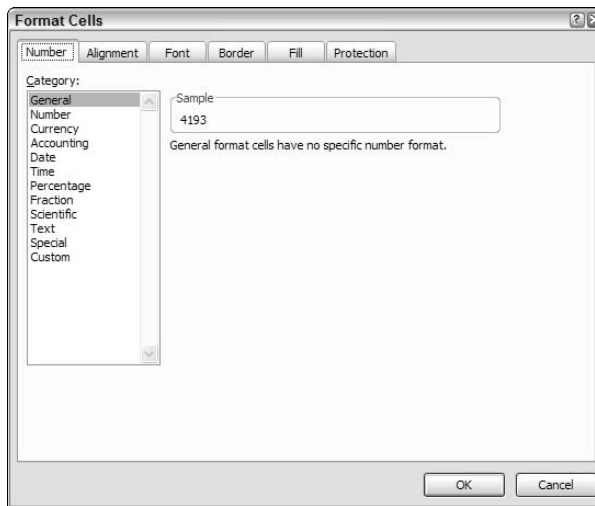 Format Cells
Number Alignment Font Border Fill Protection
Category:
General
Number
Currency
Accounting
Date
Time
Percentage
Fraction
Scientific
Text
Special
Custom
Sample
4193
General format cells have no specific number format.
OK Cancel